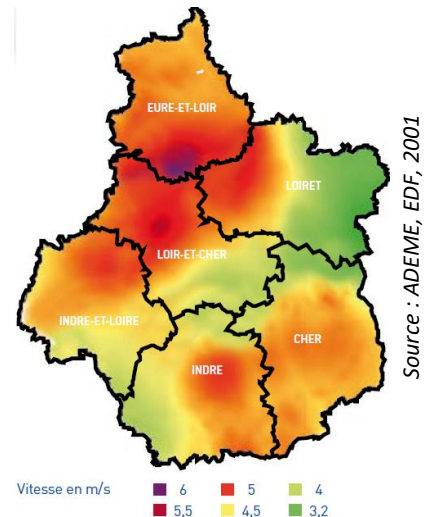 EURE-ET-LOIR
LOIRET
LOIR-ET-CHER
INDRE-ET-LOIRE
CHER
INDRE
Source : ADEME, EDF, 2001
Vitesse en m/s
6
5
4
5,5
4,5
3,2